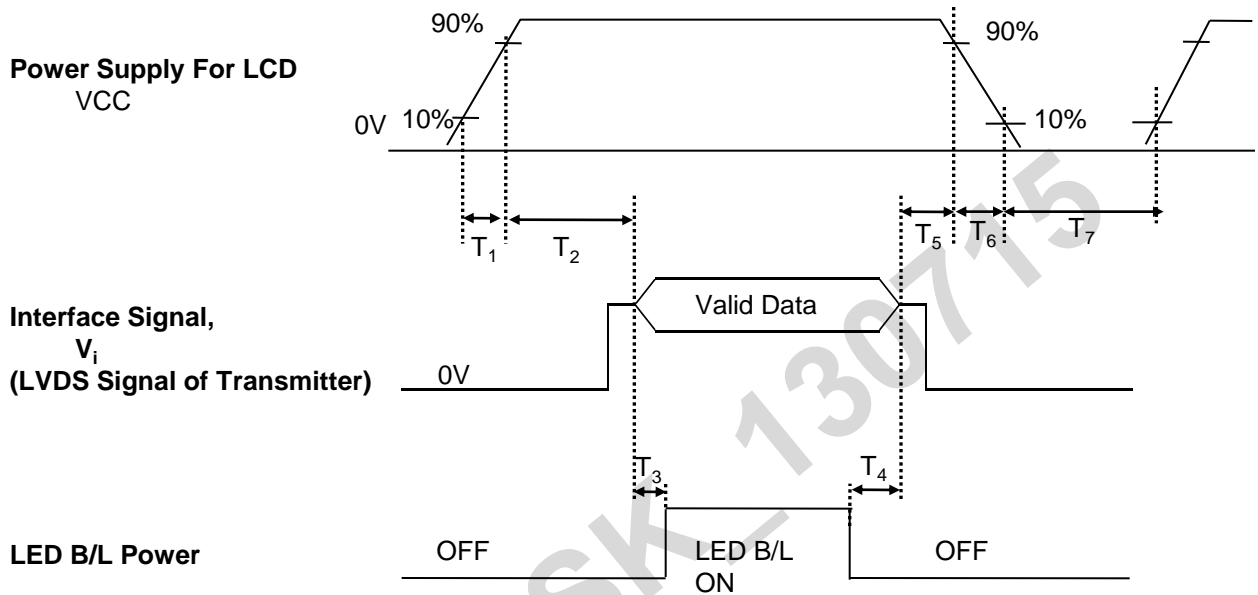 90%
90%
Power Supply For LCD
VCC
0V
10%
10%
T1
T2
T5
T6
T7
Interface Signal,
Vi
(LVDS Signal of Transmitter)
Valid Data
0V
T3
T4
LED B/L Power
OFF
LED B/L
ON
OFF
SK_130715